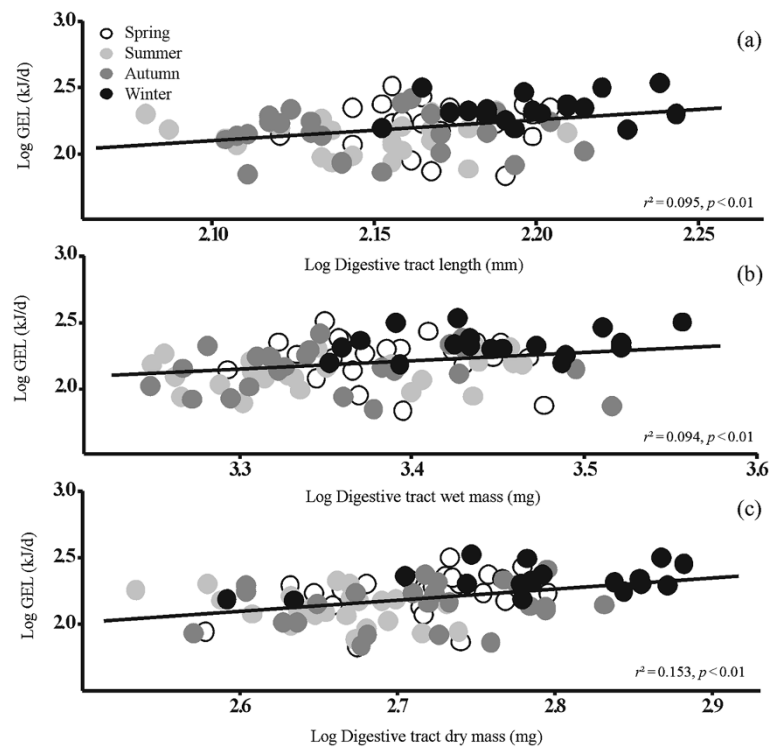 3.0
Spring
(a)
Summer
Autumn
2.5
Winter
Log GEL (kJ/d)
2.0
r² = 0.095, p < 0.01
2.10
2.15
2.20
2.25
Log Digestive tract length (mm)
3.0
(b)
2.5
Log GEL (kJ/d)
2.0
r² = 0.094, p < 0.01
3.3
3.4
3.5
3.6
Log Digestive tract wet mass (mg)
3.0
(c)
2.5
Log GEL (kJ/d)
2.0
r² = 0.153, p < 0.01
2.6
2.7
2.8
2.9
Log Digestive tract dry mass (mg)